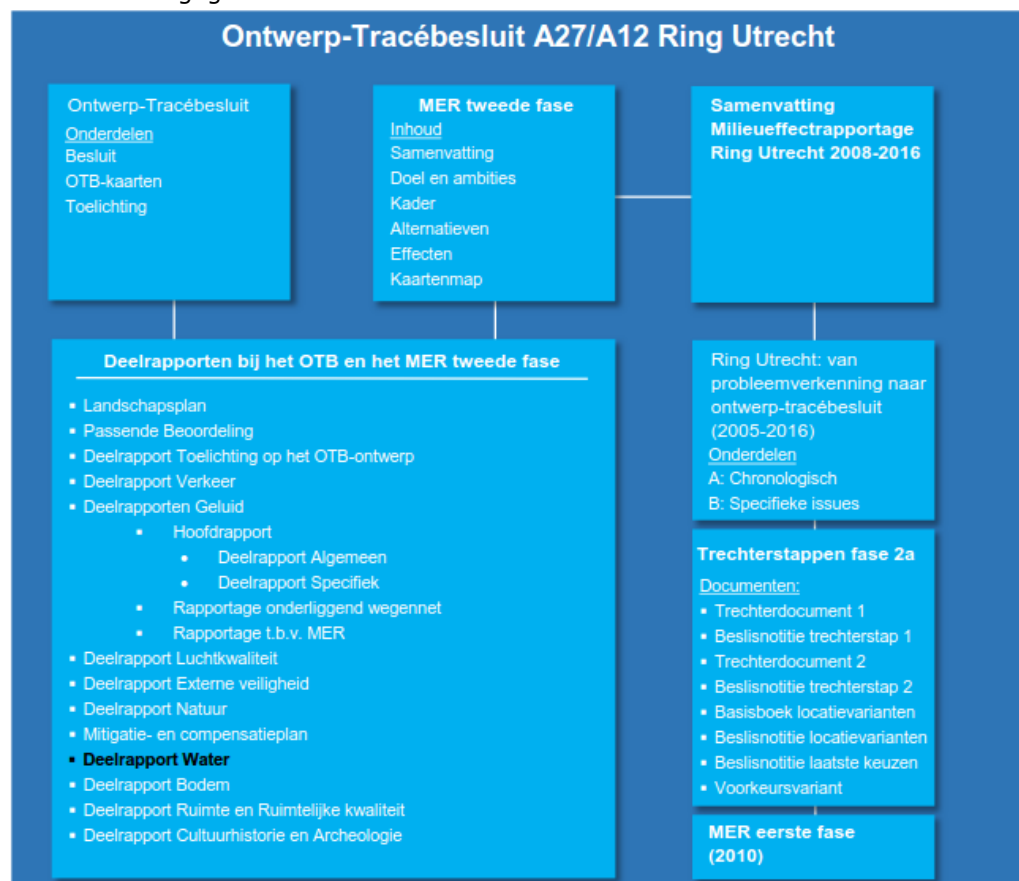 Ontwerp-Tracébesluit A27/A12 Ring Utrecht
Ontwerp-Tracébesluit
Onderdelen
Besluit
OTB-kaarten
Toelichting
MER tweede fase
Inhoud
Samenvatting
Doel en ambities
Kader
Alternatieven
Effecten
Kaartenmap
Samenvatting
Milieueffectrapportage
Ring Utrecht 2008-2016
Deelrapporten bij het OTB en het MER tweede fase
▪ Landschapsplan
▪ Passende Beoordeling
▪ Deelrapport Toelichting op het OTB-ontwerp
▪ Deelrapport Verkeer
▪ Deelrapporten Geluid
▪ Hoofdrapport
• Deelrapport Algemeen
• Deelrapport Specifiek
▪ Rapportage onderliggend wegennet
▪ Rapportage t.b.v. MER
▪ Deelrapport Luchtkwaliteit
▪ Deelrapport Externe veiligheid
▪ Deelrapport Natuur
▪ Mitigatie- en compensatieplan
▪ Deelrapport Water
▪ Deelrapport Bodem
▪ Deelrapport Ruimte en Ruimtelijke kwaliteit
▪ Deelrapport Cultuurhistorie en Archeologie
Ring Utrecht: van
probleemverkenning naar
ontwerp-tracébesluit
(2005-2016)
Onderdelen
A: Chronologisch
B: Specifieke issues
Trechterstappen fase 2a
Documenten:
▪ Trechterdocument 1
▪ Beslisnotitie trechterstap 1
▪ Trechterdocument 2
▪ Beslisnotitie trechterstap 2
▪ Basisboek locatievarianten
▪ Beslisnotitie locatievarianten
▪ Beslisnotitie laatste keuzen
▪ Voorkeursvariant
MER eerste fase
(2010)